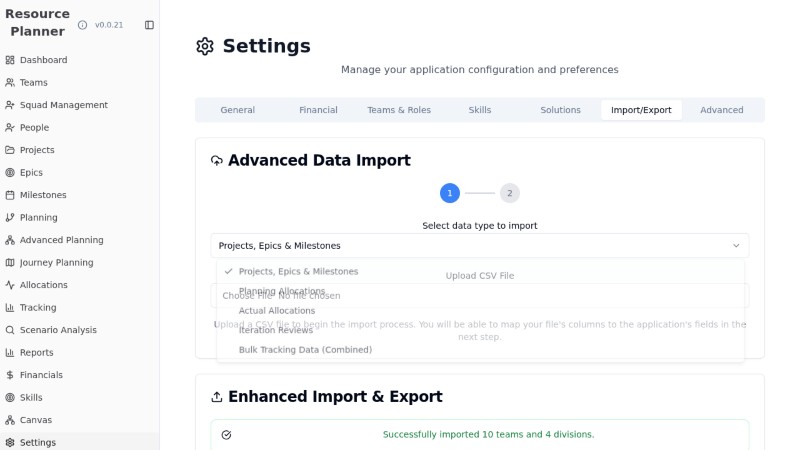 Resource
Planner
v0.0.21
Dashboard
Teams
Squad Management
People
Projects
Epics
Milestones
Planning
Advanced Planning
Journey Planning
Allocations
Tracking
Scenario Analysis
Reports
Financials
Skills
Canvas
Settings
Settings
Manage your application configuration and preferences
General Financial Teams & Roles Skills Solutions Import/Export Advanced
Advanced Data Import
1 2
Select data type to import
Projects, Epics & Milestones
Projects, Epics & Milestones
Upload CSV File
Planning Allocations
Choose File No file chosen
Actual Allocations
Upload a CSV file to begin the import process. You will be able to map your file's columns to the application's fields in the
next step.
Iteration Reviews
Bulk Tracking Data (Combined)
Enhanced Import & Export
Successfully imported 10 teams and 4 divisions.